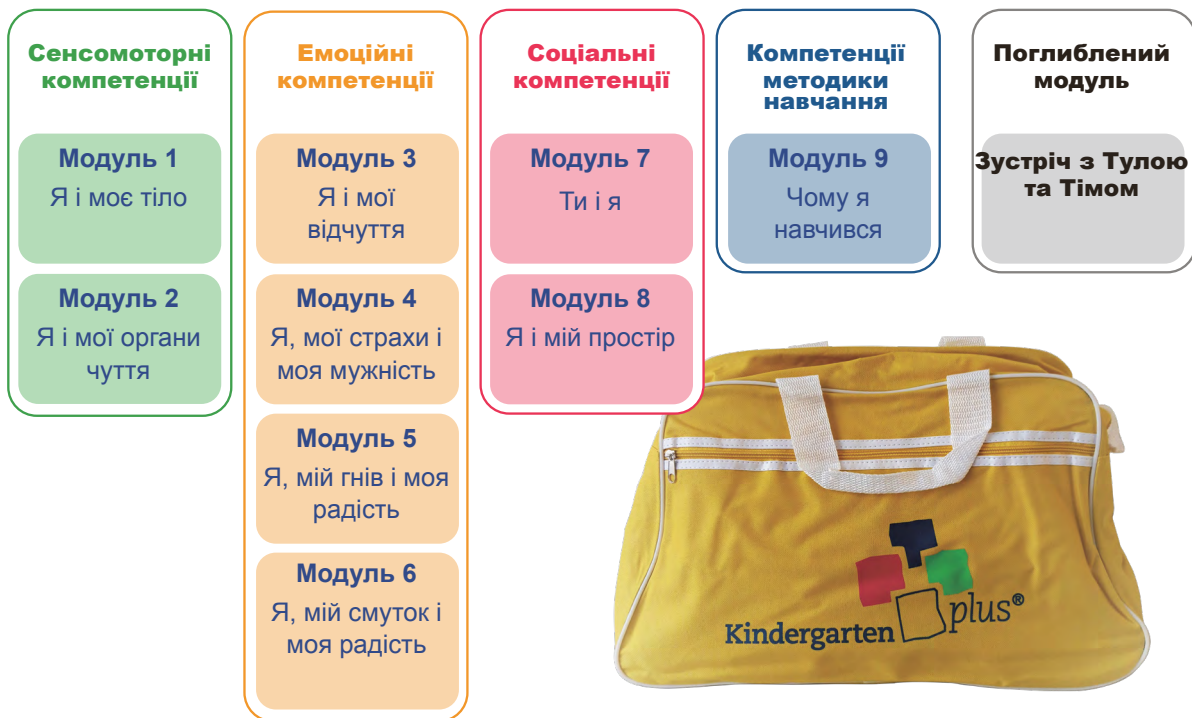 Сенсомоторні
компетенції
Модуль 1
Я і моє тіло
Модуль 2
Я і мої органи
чуття
Емоційні
компетенції
Модуль 3
Я і мої
відчуття
Модуль 4
Я, мої страхи і
моя мужність
Модуль 5
Я, мій гнів і моя
радість
Модуль 6
Я, мій смуток і
моя радість
Соціальні
компетенції
Модуль 7
Ти і я
Модуль 8
Я і мій простір
Компетенції
методики
навчання
Модуль 9
Чому я
навчився
Поглиблений
модуль
Зустріч з Тулою
та Тімом
Kindergarten plus®